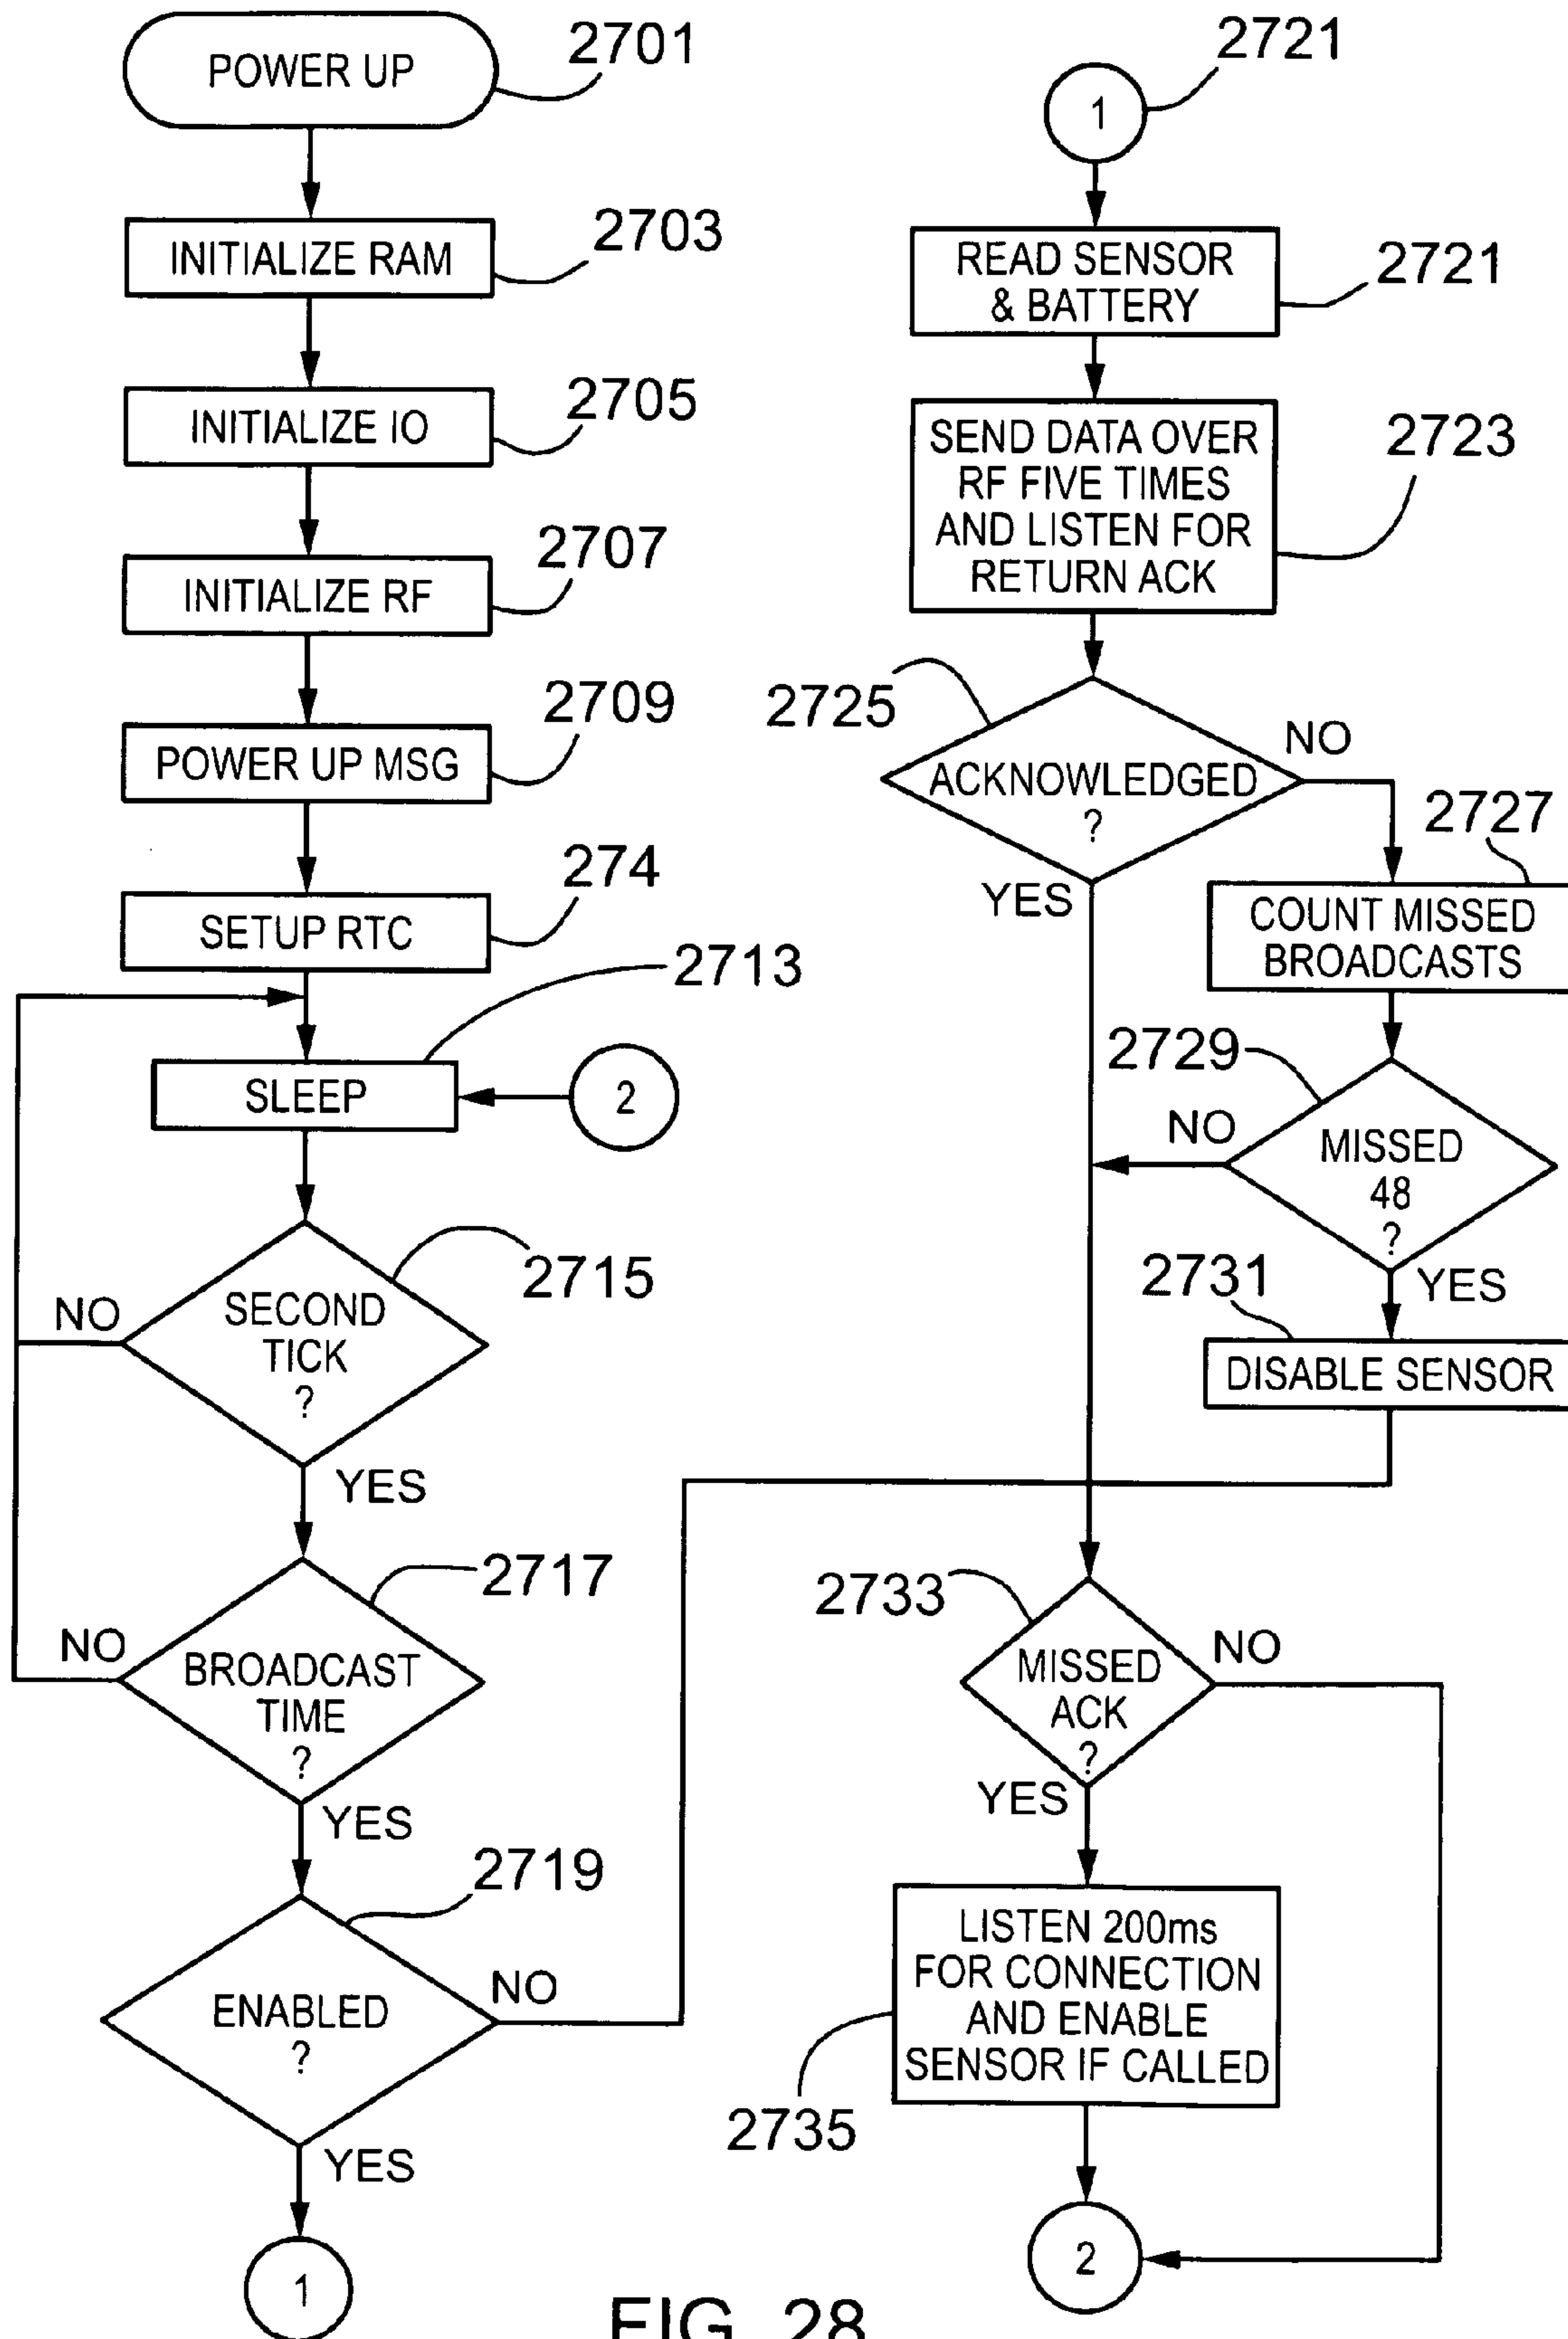 POWER UP
2701
INITIALIZE RAM
2703
INITIALIZE IO
2705
INITIALIZE RF
2707
POWER UP MSG
2709
SETUP RTC
274
2713
SLEEP
2
SECOND
TICK
?
2715
NO
YES
BROADCAST
TIME
?
2717
NO
YES
ENABLED
?
2719
NO
YES
1
1
2721
READ SENSOR
& BATTERY
2721
SEND DATA OVER
RF FIVE TIMES
AND LISTEN FOR
RETURN ACK
2723
2725
ACKNOWLEDGED
?
NO
YES
2727
COUNT MISSED
BROADCASTS
2729
NO
MISSED
48
?
YES
2731
DISABLE SENSOR
2733
MISSED
ACK
?
NO
YES
LISTEN 200ms
FOR CONNECTION
AND ENABLE
SENSOR IF CALLED
2735
2
FIG. 28